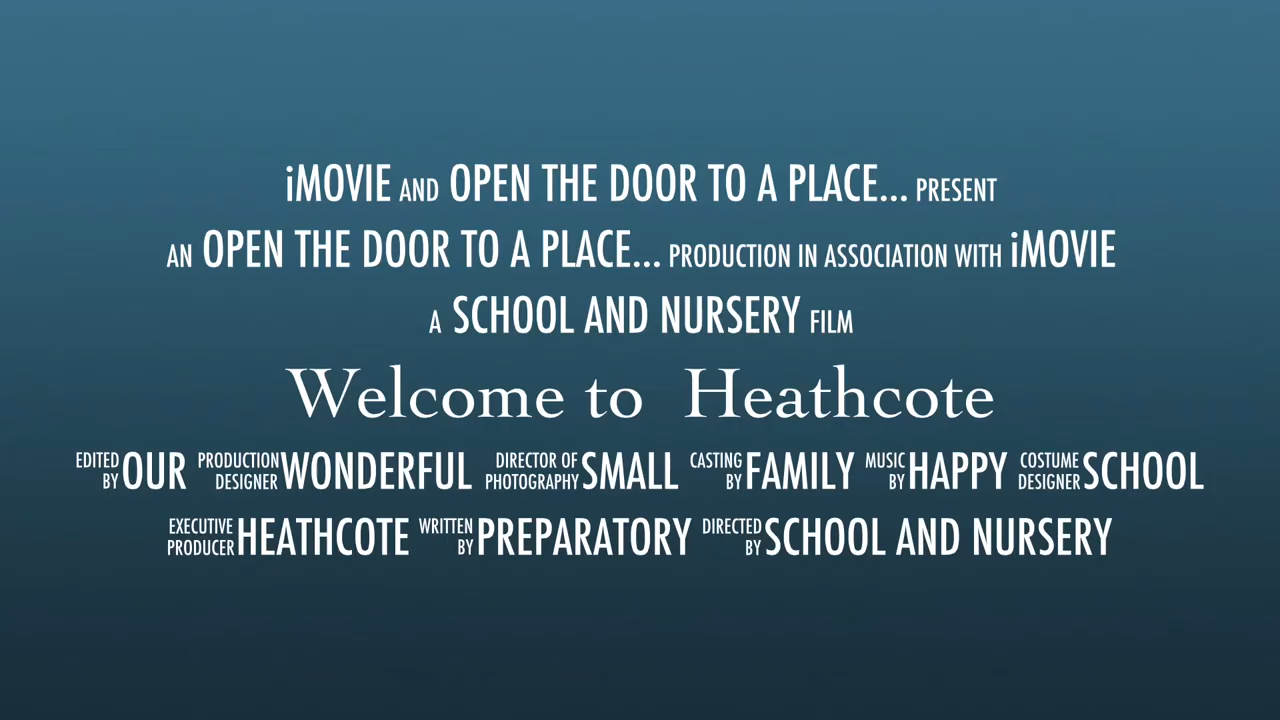 iMOVIE AND OPEN THE DOOR TO A PLACE... PRESENT
AN OPEN THE DOOR TO A PLACE... PRODUCTION IN ASSOCIATION WITH iMOVIE
A SCHOOL AND NURSERY FILM
Welcome to Heathcote
EDITED BY OUR PRODUCTION DESIGNER WONDERFUL DIRECTOR OF PHOTOGRAPHY SMALL CASTING BY FAMILY MUSIC BY HAPPY COSTUME DESIGNER SCHOOL
EXECUTIVE PRODUCER HEATHCOTE WRITTEN BY PREPARATORY DIRECTED BY SCHOOL AND NURSERY